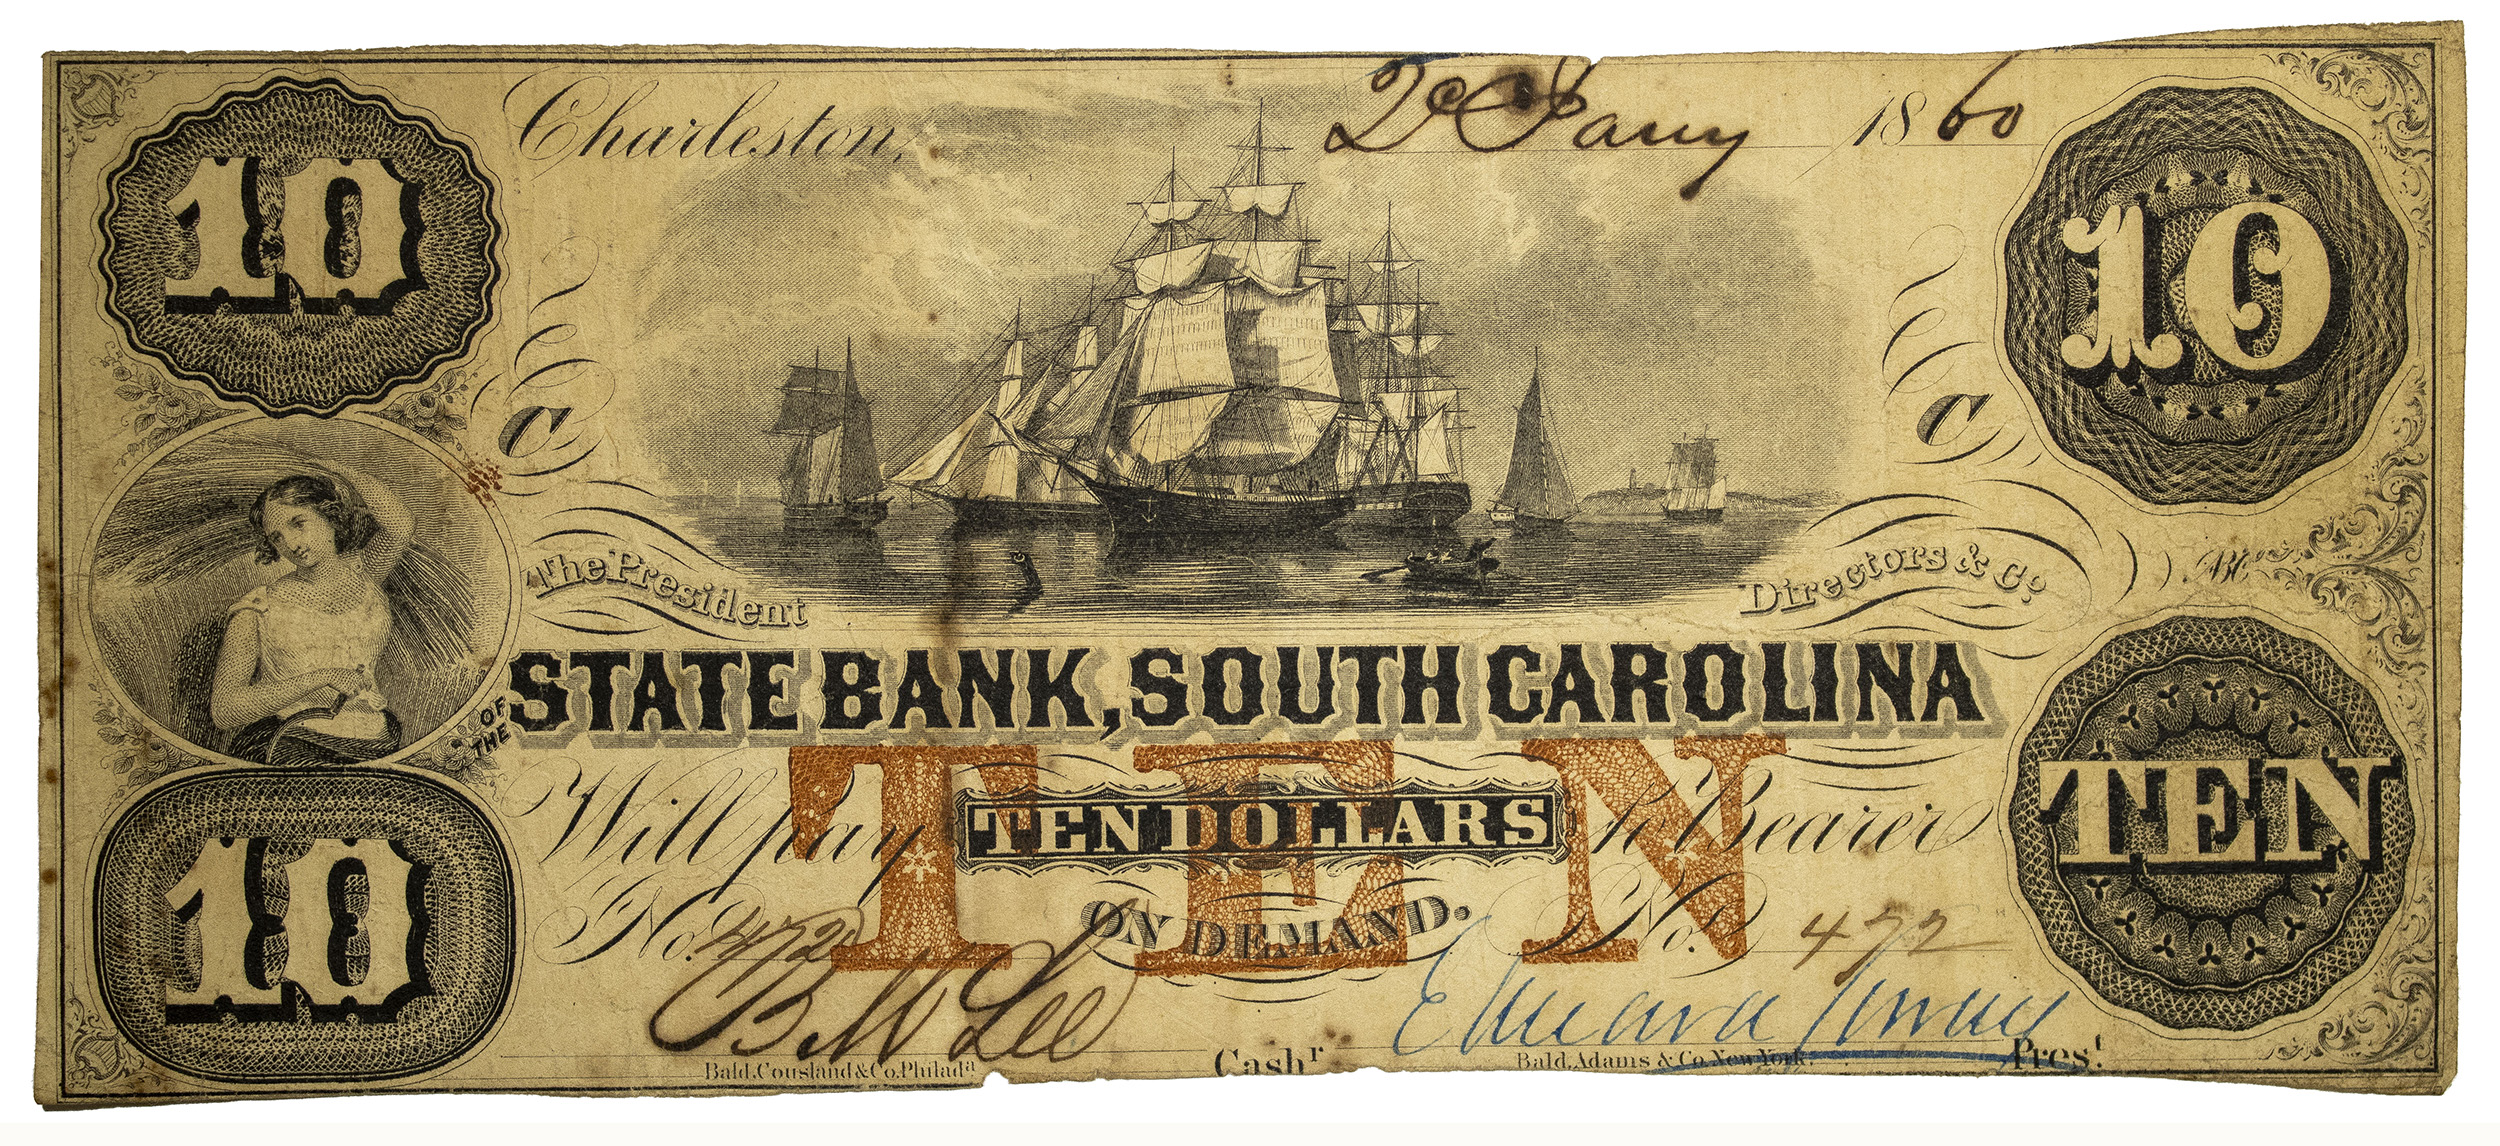 Charleston, 2d Jany 1860
10
10
C
C
The President
Directors & Co.
OF THE STATE BANK, SOUTH CAROLINA
TEN
TEN
Will pay TEN DOLLARS to Bearer
ON DEMAND.
No. 472
No. 472
10
B M Lee Cashr
Edward Prest
Bald, Cousland & Co. Philada
Bald, Adams & Co. New York.